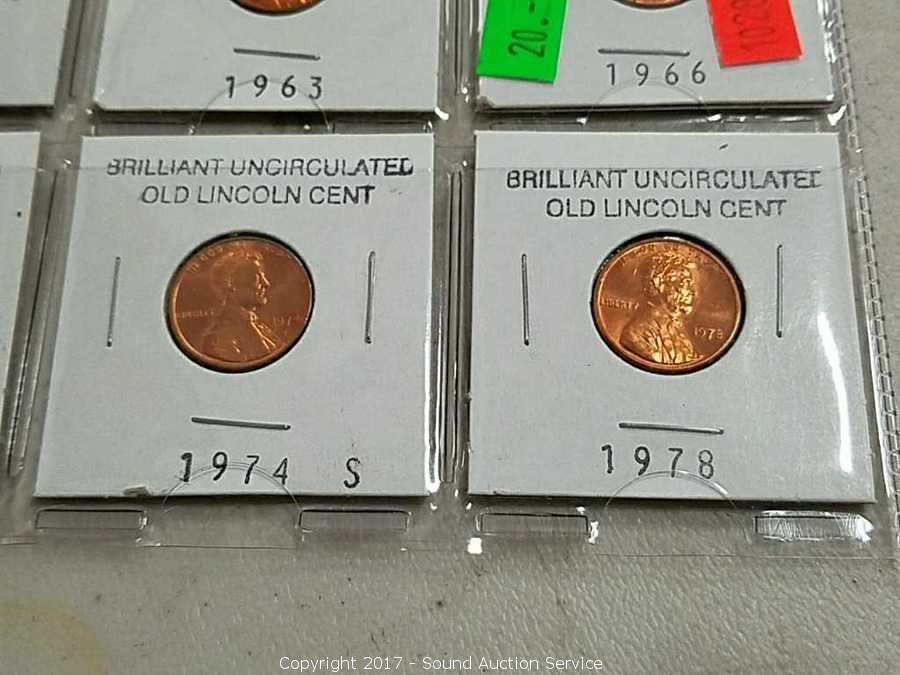 20.-
1963
1966
BRILLIANT UNCIRCULATED
OLD LINCOLN CENT
BRILLIANT UNCIRCULATED
OLD LINCOLN CENT
LIBERTY
1978
1974 S
1978
Copyright 2017 - Sound Auction Service